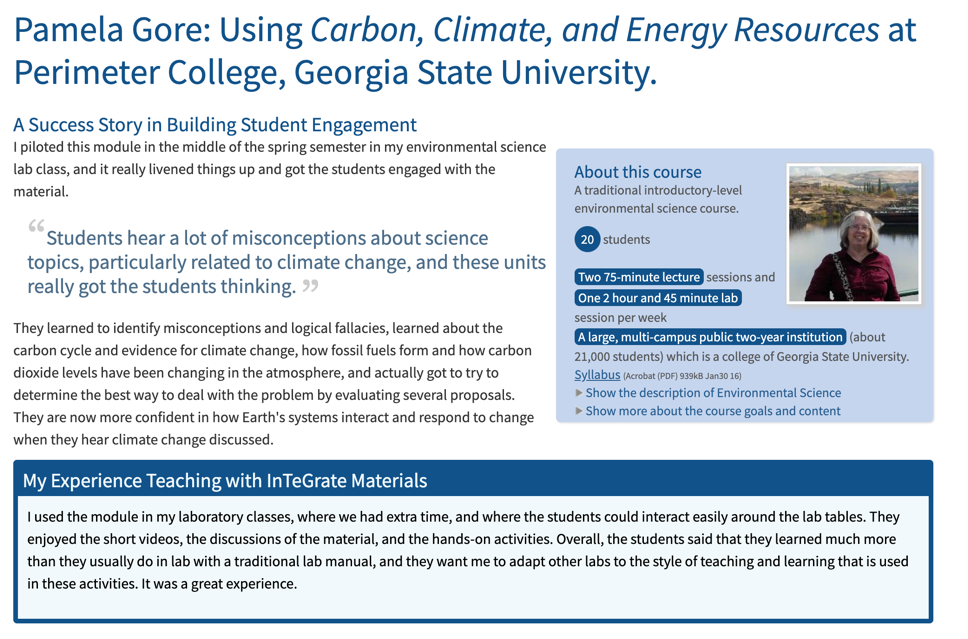 Pamela Gore: Using Carbon, Climate, and Energy Resources at
Perimeter College, Georgia State University.
A Success Story in Building Student Engagement
I piloted this module in the middle of the spring semester in my environmental science
lab class, and it really livened things up and got the students engaged with the
material.
“Students hear a lot of misconceptions about science
topics, particularly related to climate change, and these units
really got the students thinking. ”
They learned to identify misconceptions and logical fallacies, learned about the
carbon cycle and evidence for climate change, how fossil fuels form and how carbon
dioxide levels have been changing in the atmosphere, and actually got to try to
determine the best way to deal with the problem by evaluating several proposals.
They are now more confident in how Earth's systems interact and respond to change
when they hear climate change discussed.
About this course
A traditional introductory-level
environmental science course.
20 students
Two 75-minute lecture sessions and
One 2 hour and 45 minute lab
session per week
A large, multi-campus public two-year institution (about
21,000 students) which is a college of Georgia State University.
Syllabus (Acrobat (PDF) 939kB Jan30 16)
Show the description of Environmental Science
Show more about the course goals and content
My Experience Teaching with InTeGrate Materials
I used the module in my laboratory classes, where we had extra time, and where the students could interact easily around the lab tables. They
enjoyed the short videos, the discussions of the material, and the hands-on activities. Overall, the students said that they learned much more
than they usually do in lab with a traditional lab manual, and they want me to adapt other labs to the style of teaching and learning that is used
in these activities. It was a great experience.